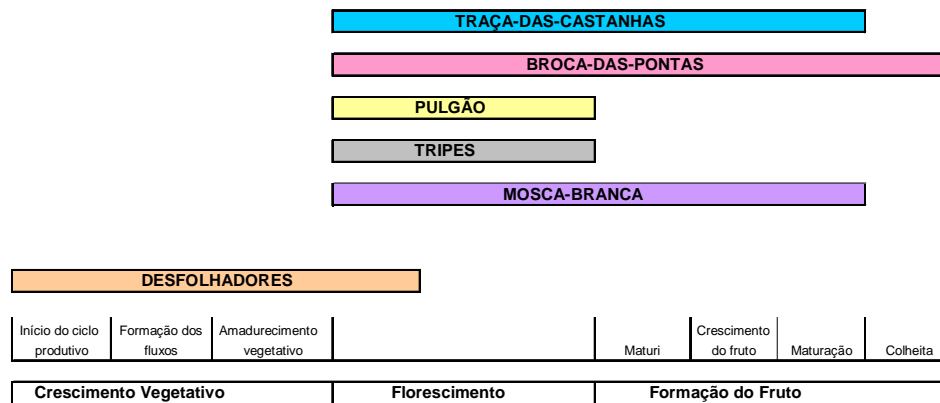 TRAÇA-DAS-CASTANHAS
BROCA-DAS-PONTAS
PULGÃO
TRIPES
MOSCA-BRANCA
DESFOLHADORES
Início do ciclo
produtivo
Formação dos
fluxos
Amadurecimento
vegetativo
Maturi
Crescimento
do fruto
Maturação
Colheita
Crescimento Vegetativo
Florescimento
Formação do Fruto